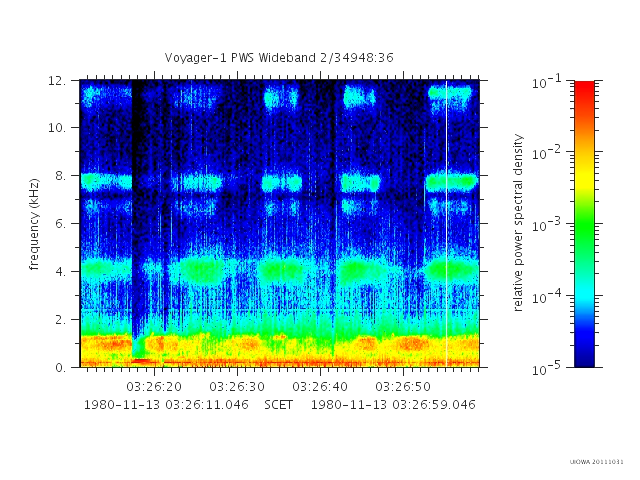 Voyager-1 PWS Wideband 2/34948:36
12.
10.
8.
6.
4.
2.
0.
frequency (kHz)
03:26:20 03:26:30 03:26:40 03:26:50
1980-11-13 03:26:11.046 SCET 1980-11-13 03:26:59.046
10-1
10-2
10-3
10-4
10-5
relative power spectral density
UIOWA 20111031